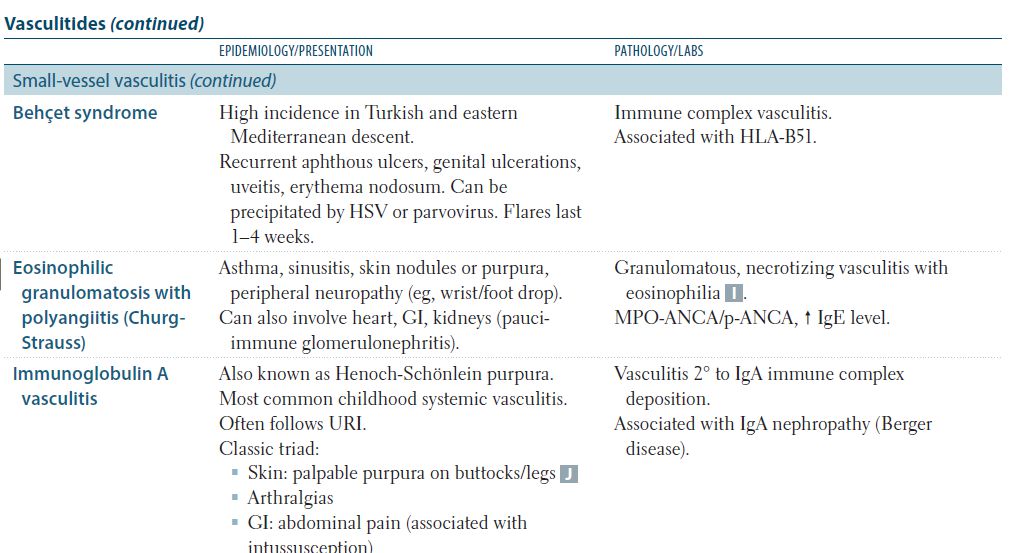 Vasculitides (continued)
EPIDEMIOLOGY/PRESENTATION PATHOLOGY/LABS
Small-vessel vasculitis (continued)
Behçet syndrome
High incidence in Turkish and eastern
Mediterranean descent.
Recurrent aphthous ulcers, genital ulcerations,
uveitis, erythema nodosum. Can be
precipitated by HSV or parvovirus. Flares last
1–4 weeks.
Immune complex vasculitis.
Associated with HLA-B51.
Eosinophilic
granulomatosis with
polyangiitis (Churg-
Strauss)
Asthma, sinusitis, skin nodules or purpura,
peripheral neuropathy (eg, wrist/foot drop).
Can also involve heart, GI, kidneys (pauci-
immune glomerulonephritis).
Granulomatous, necrotizing vasculitis with
eosinophilia I.
MPO-ANCA/p-ANCA, ↑ IgE level.
Immunoglobulin A
vasculitis
Also known as Henoch-Schönlein purpura.
Most common childhood systemic vasculitis.
Often follows URI.
Classic triad:
▪ Skin: palpable purpura on buttocks/legs J
▪ Arthralgias
▪ GI: abdominal pain (associated with
intussusception)
Vasculitis 2° to IgA immune complex
deposition.
Associated with IgA nephropathy (Berger
disease).